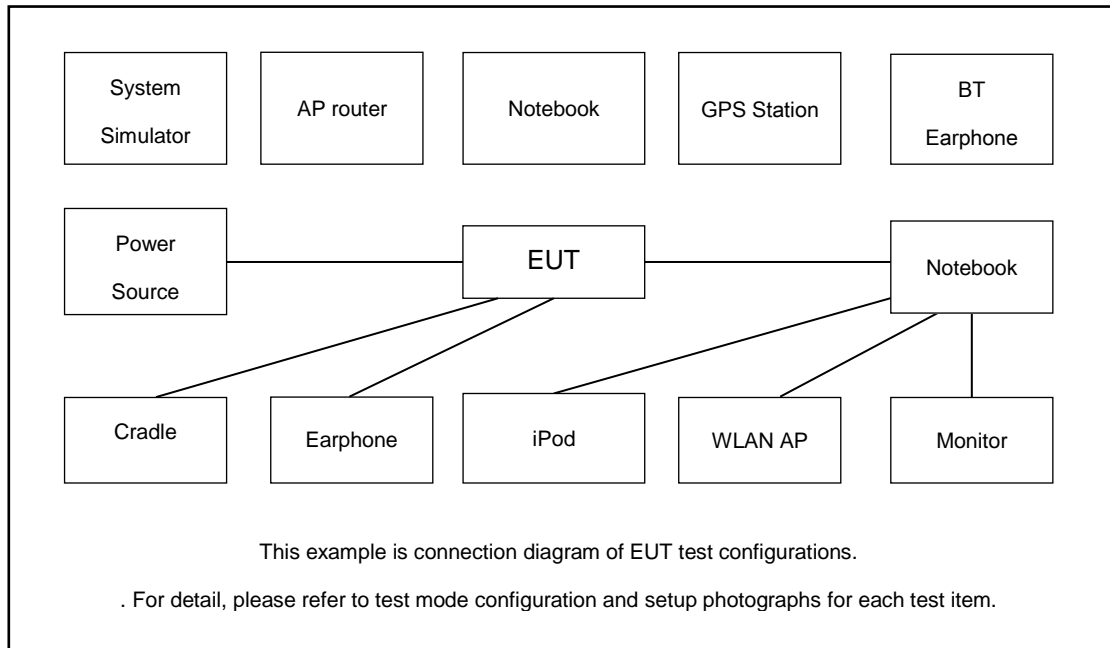 System
Simulator
AP router
Notebook
GPS Station
BT
Earphone
Power
Source
EUT
Notebook
Cradle
Earphone
iPod
WLAN AP
Monitor
This example is connection diagram of EUT test configurations.
. For detail, please refer to test mode configuration and setup photographs for each test item.